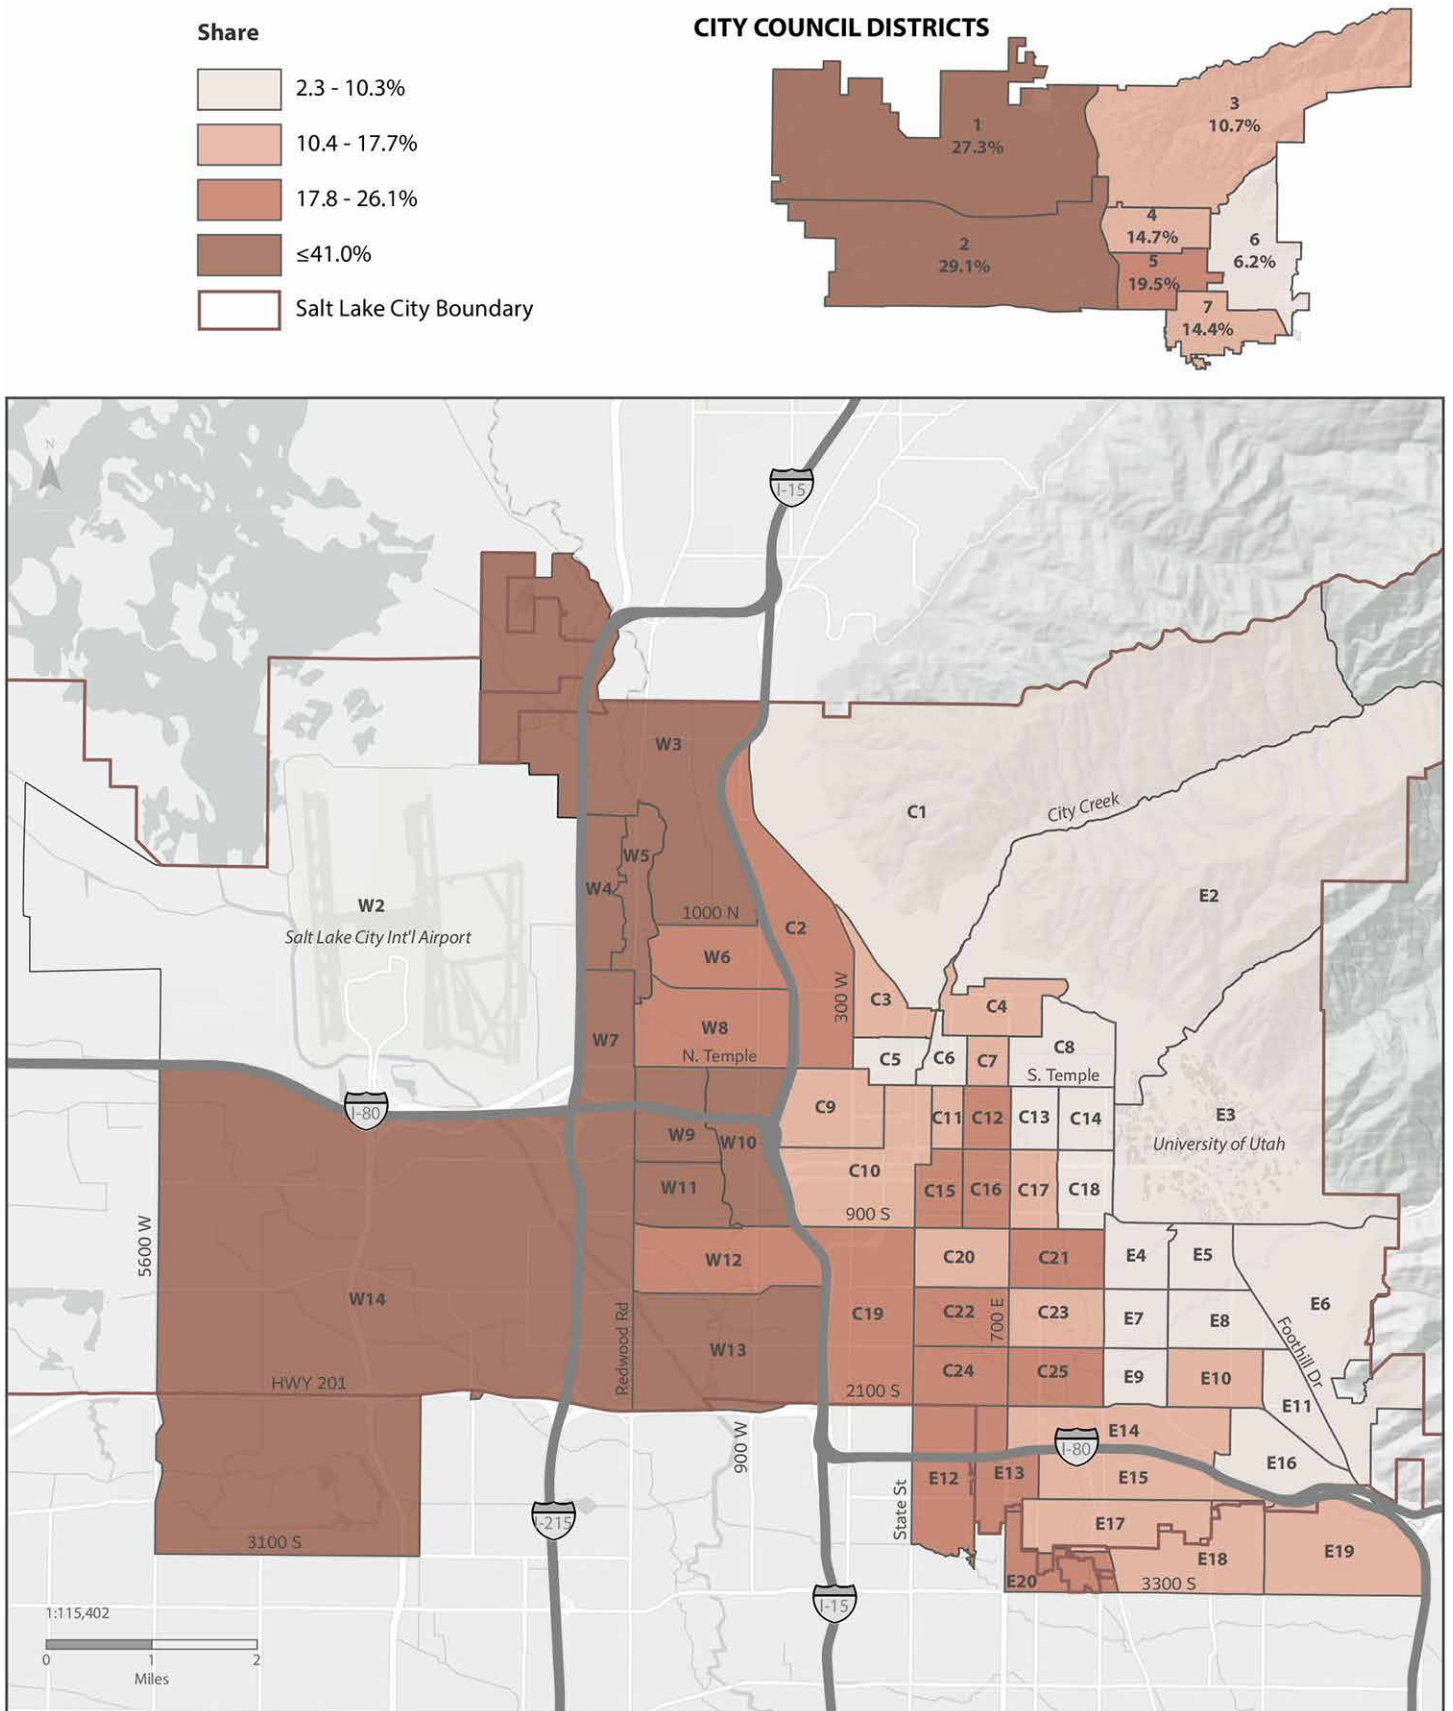 Share
2.3 - 10.3%
10.4 - 17.7%
17.8 - 26.1%
≤41.0%
Salt Lake City Boundary
CITY COUNCIL DISTRICTS
3
10.7%
1
27.3%
4
14.7%
2
29.1%
6
6.2%
5
19.5%
7
14.4%
N
I-15
W3
C1
City Creek
W5
W4
E2
W2
Salt Lake City Int'l Airport
1000 N
C2
W6
300 W
C3
C4
W7
W8
N. Temple
C5
C6
C7
C8
S. Temple
I-80
C9
C11
C12
C13
C14
E3
University of Utah
W9
W10
C10
C15
C16
C17
C18
W11
900 S
5600 W
W12
C20
C21
E4
E5
W14
C19
C22
700 E
C23
E7
E8
E6
Foothill Dr
Redwood Rd
W13
HWY 201
2100 S
C24
C25
E9
E10
E11
900 W
E14
I-80
E12
E13
E15
E16
State St
I-215
E17
3100 S
E18
E19
E20
3300 S
I-15
1:115,402
0 1 2
Miles